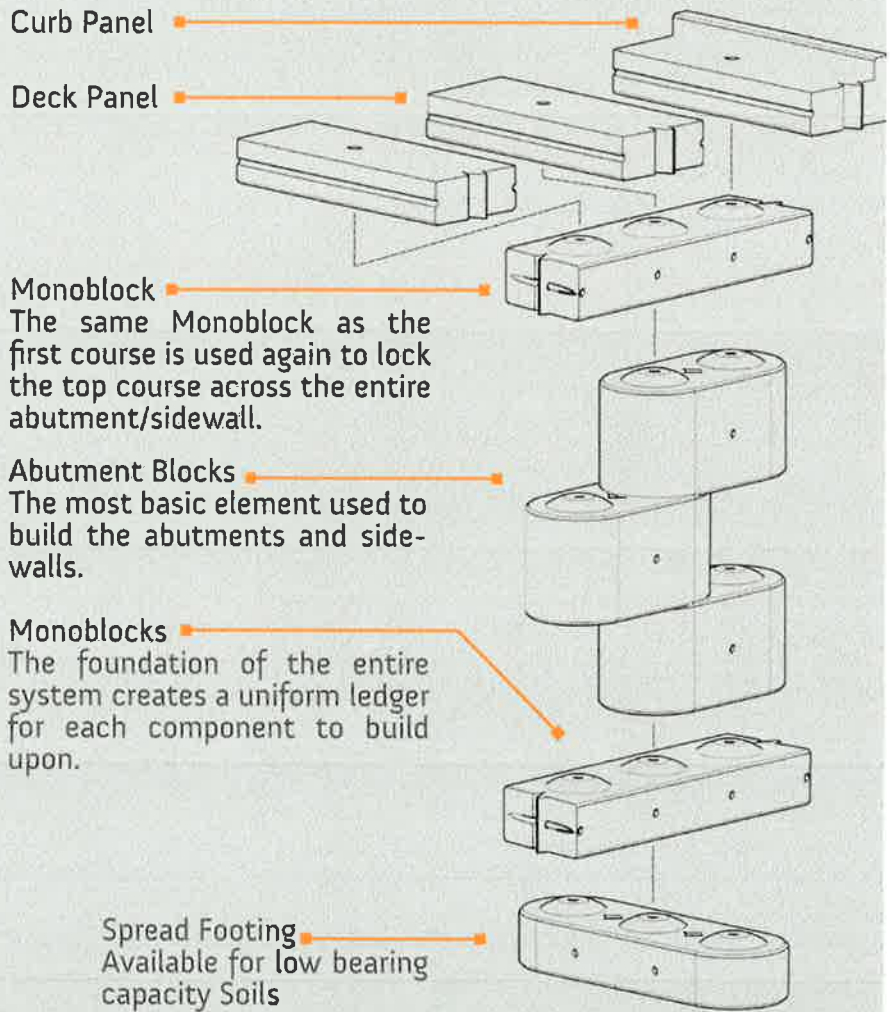 Curb Panel
Deck Panel
Monoblock
The same Monoblock as the
first course is used again to lock
the top course across the entire
abutment/sidewall.
Abutment Blocks
The most basic element used to
build the abutments and side-
walls.
Monoblocks
The foundation of the entire
system creates a uniform ledger
for each component to build
upon.
Spread Footing
Available for low bearing
capacity Soils